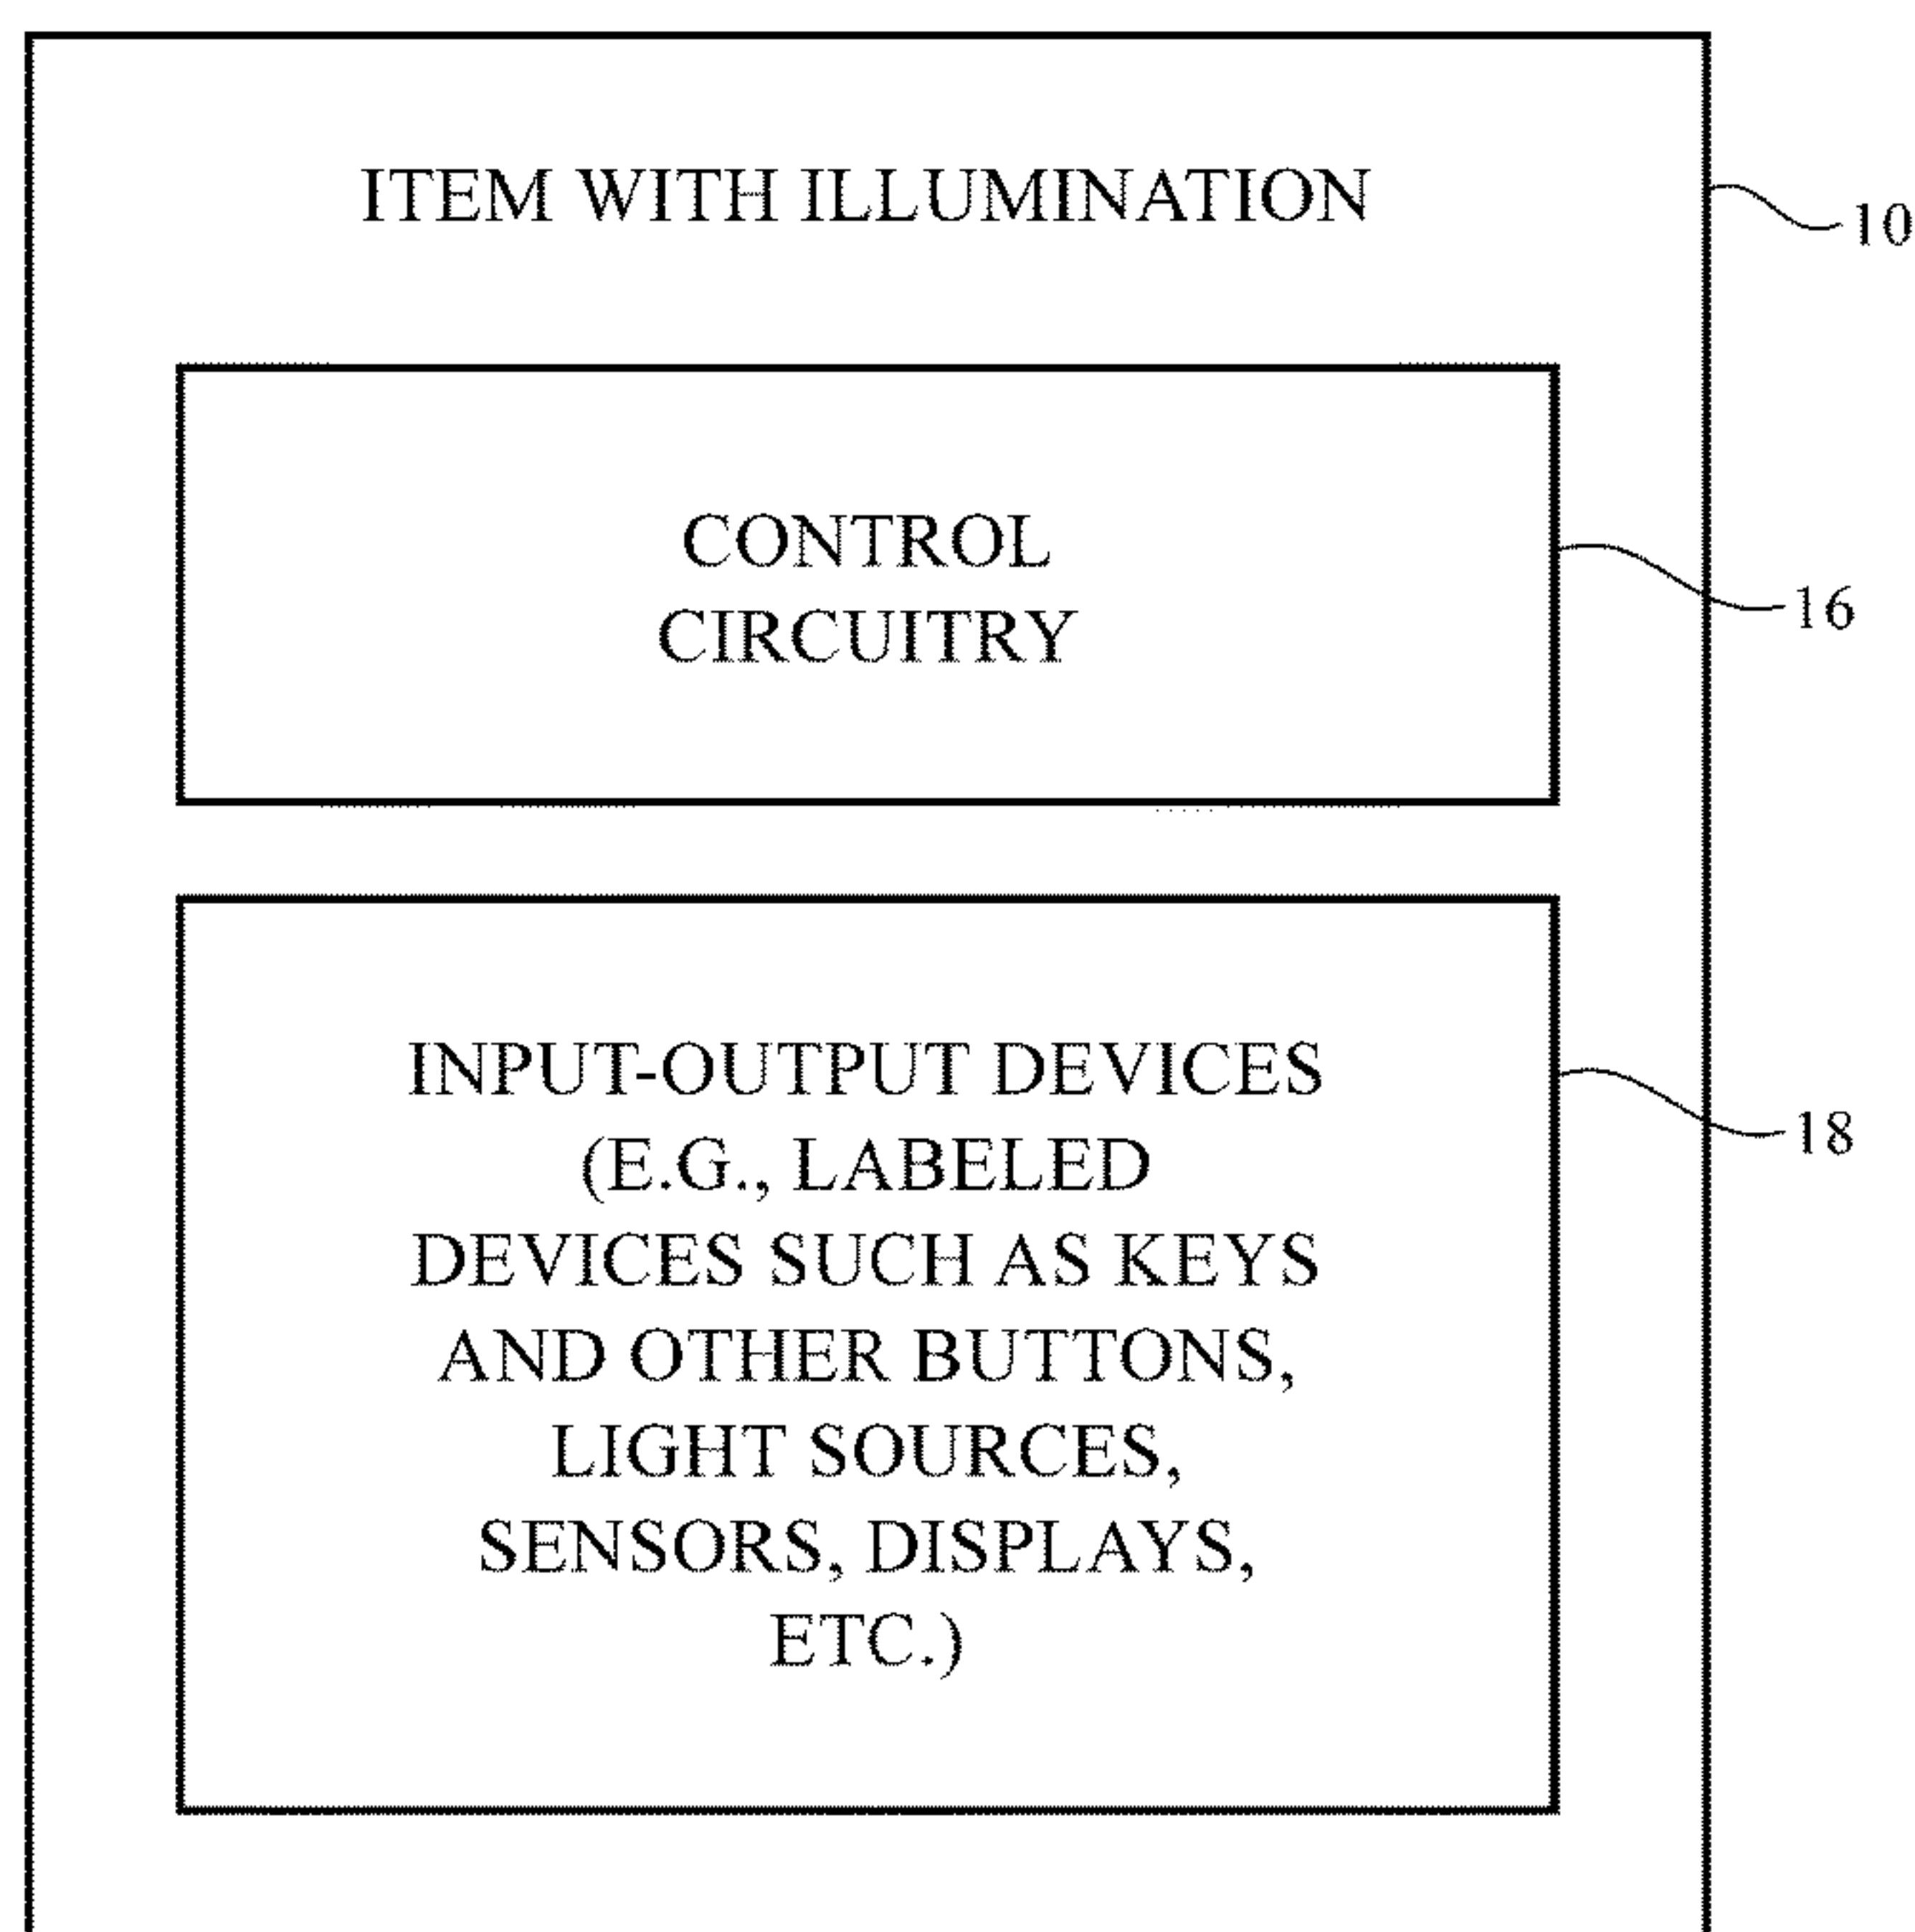 ITEM WITH ILLUMINATION
10
CONTROL
CIRCUITRY
16
INPUT-OUTPUT DEVICES
(E.G., LABELED
DEVICES SUCH AS KEYS
AND OTHER BUTTONS,
LIGHT SOURCES,
SENSORS, DISPLAYS,
ETC.)
18